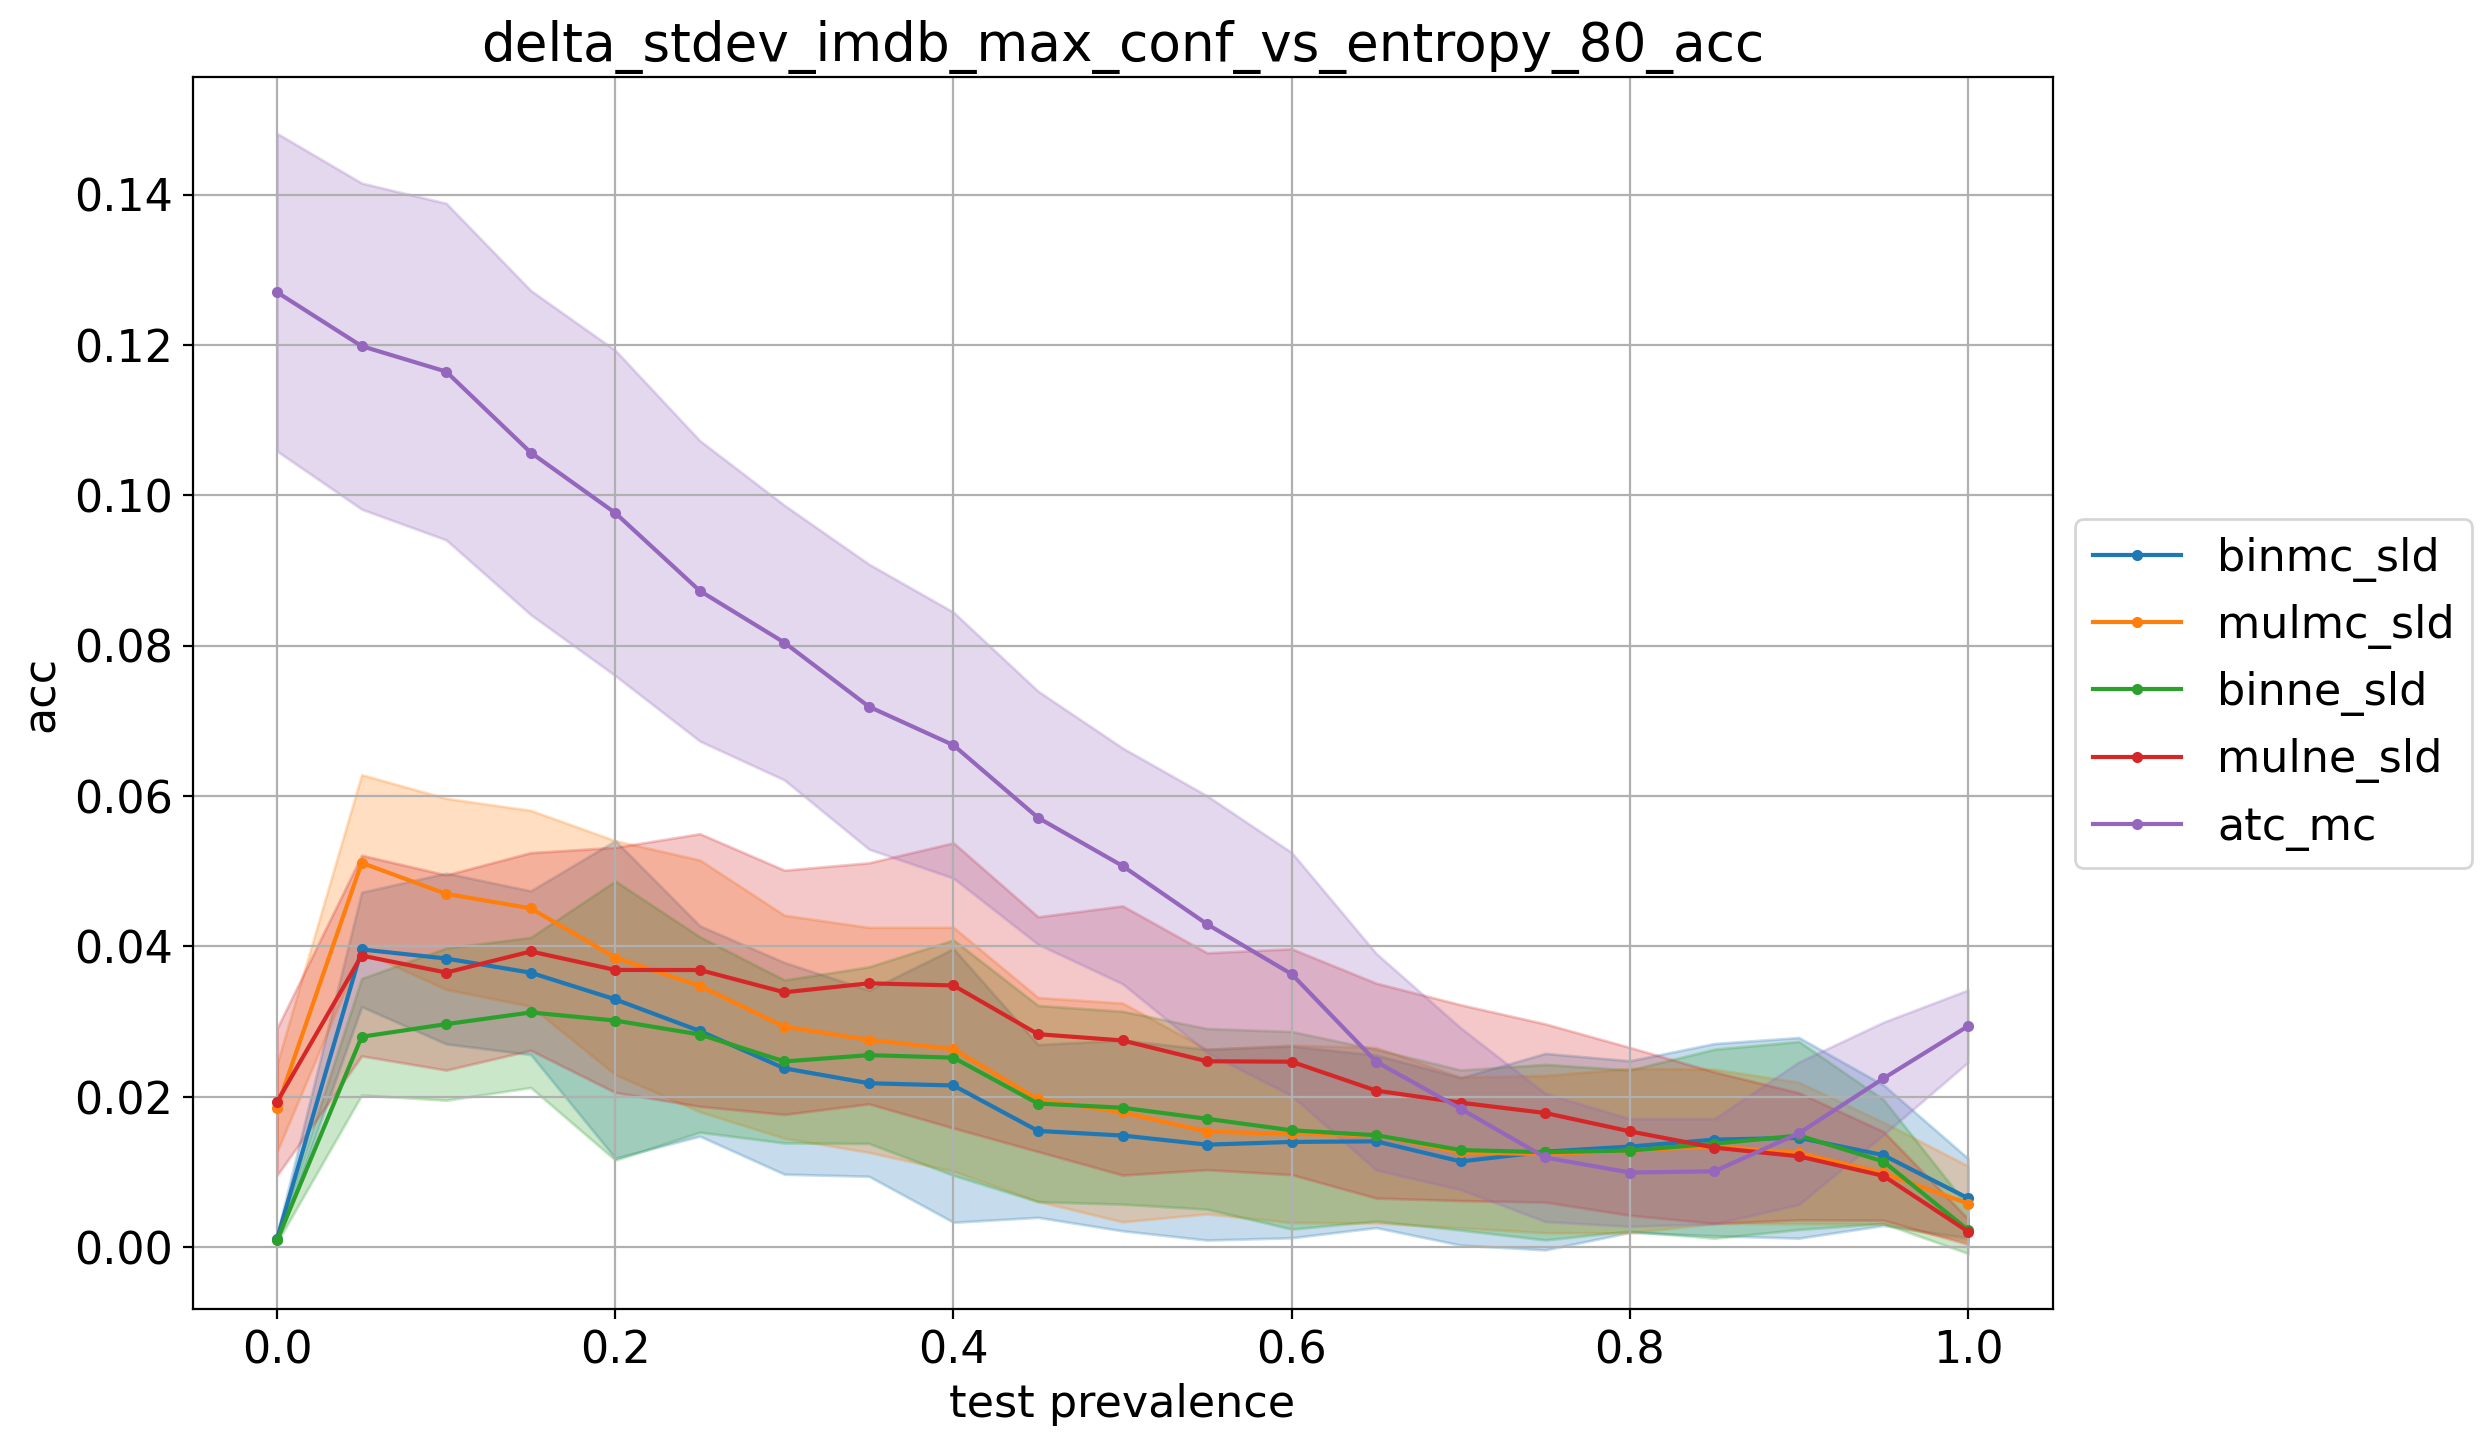 delta_stdev_imdb_max_conf_vs_entropy_80_acc
acc
0.14
0.12
0.10
0.08
0.06
0.04
0.02
0.00
0.0 0.2 0.4 0.6 0.8 1.0
test prevalence
binmc_sld
mulmc_sld
binne_sld
mulne_sld
atc_mc